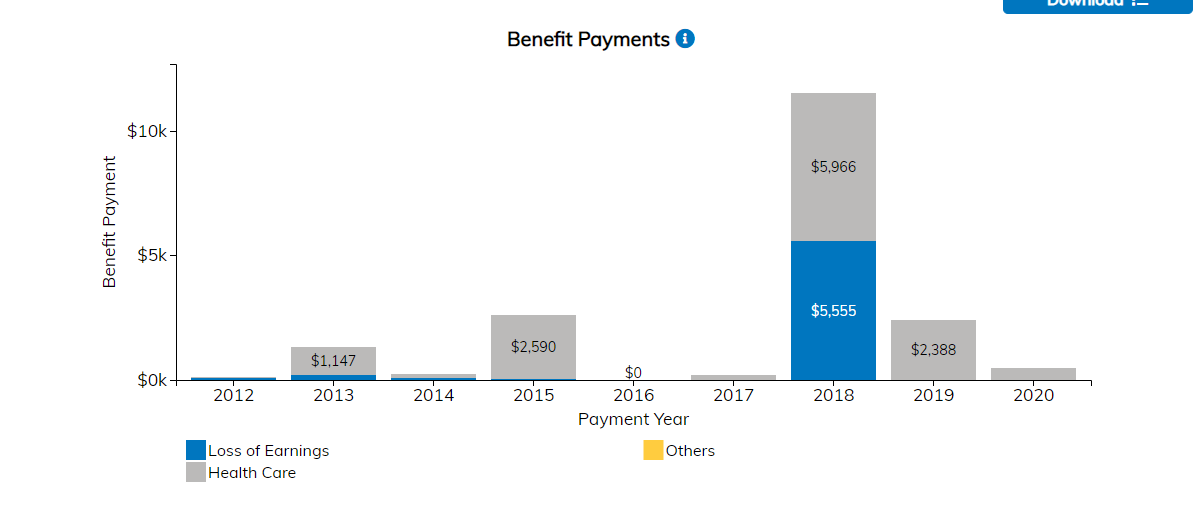 Download
Benefit Payments
$10k
$5k
$0k
Benefit Payment
$1,147
$2,590
$0
$5,966
$5,555
$2,388
2012 2013 2014 2015 2016 2017 2018 2019 2020
Payment Year
Loss of Earnings
Others
Health Care